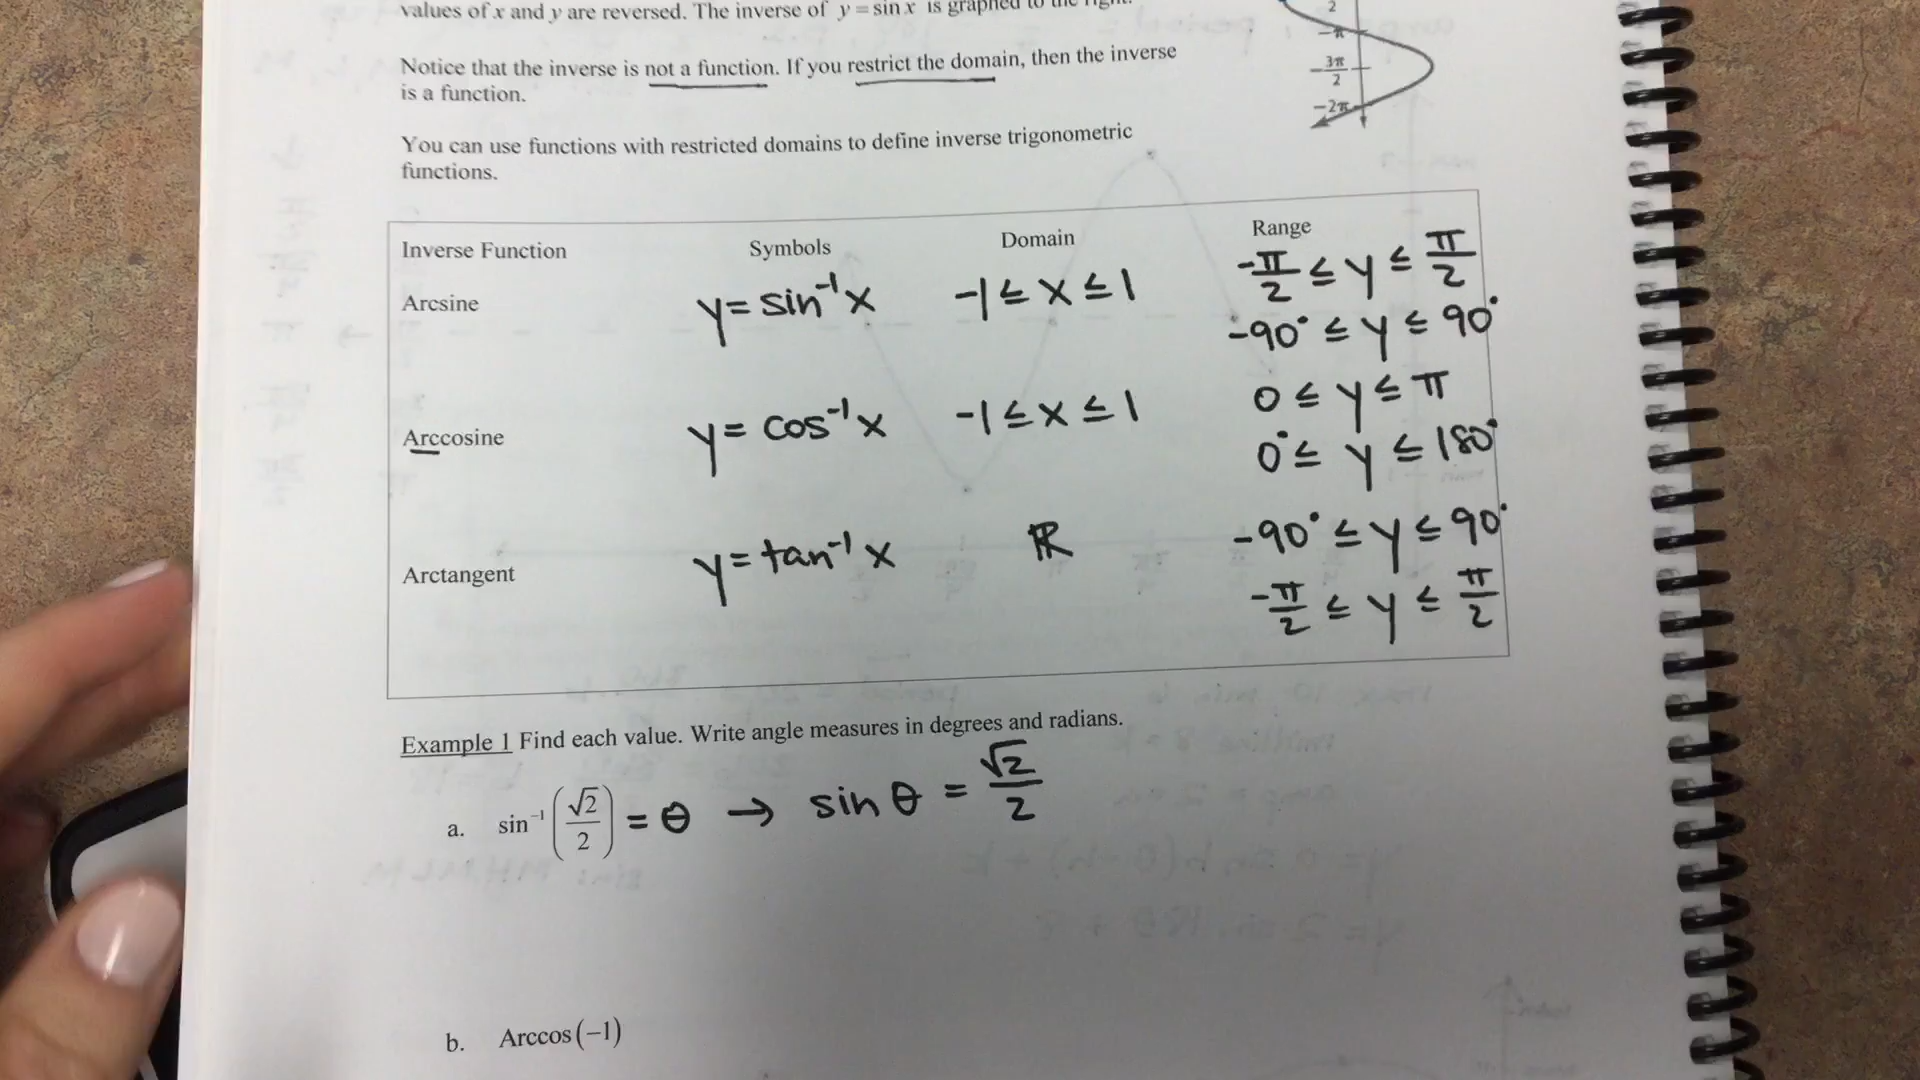 values of x and y are reversed. The inverse of y = sin x is graphed to the right.
Notice that the inverse is not a function. If you restrict the domain, then the inverse
is a function.
You can use functions with restricted domains to define inverse trigonometric
functions.
2
-π
-3π/2
-2π
Inverse Function Symbols Domain Range
Arcsine y = sin⁻¹x -1 ≤ x ≤ 1 -π/2 ≤ y ≤ π/2
-90° ≤ y ≤ 90°
Arccosine y = cos⁻¹x -1 ≤ x ≤ 1 0 ≤ y ≤ π
0° ≤ y ≤ 180°
Arctangent y = tan⁻¹x ℝ -90° ≤ y ≤ 90°
-π/2 ≤ y ≤ π/2
Example 1 Find each value. Write angle measures in degrees and radians.
a. sin⁻¹(√2/2) = θ → sin θ = √2/2
b. Arccos(−1)